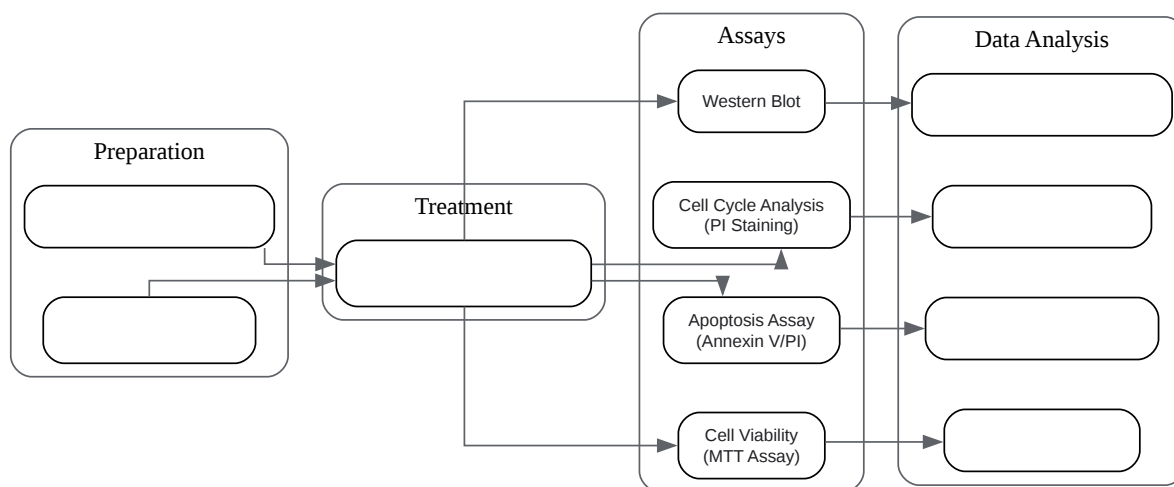 Preparation
Treatment
Assays
Western Blot
Cell Cycle Analysis
(PI Staining)
Apoptosis Assay
(Annexin V/PI)
Cell Viability
(MTT Assay)
Data Analysis